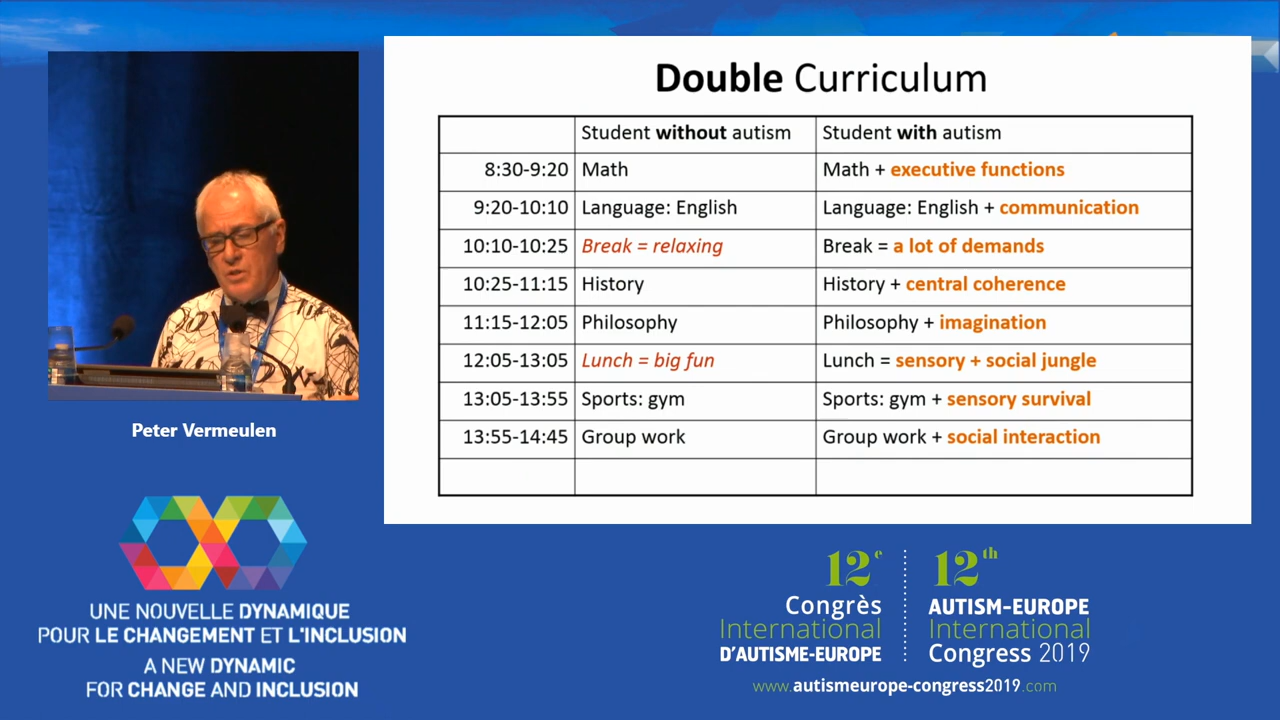 Double Curriculum
Student without autism Student with autism
8:30-9:20 Math Math + executive functions
9:20-10:10 Language: English Language: English + communication
10:10-10:25 Break = relaxing Break = a lot of demands
10:25-11:15 History History + central coherence
11:15-12:05 Philosophy Philosophy + imagination
12:05-13:05 Lunch = big fun Lunch = sensory + social jungle
13:05-13:55 Sports: gym Sports: gym + sensory survival
13:55-14:45 Group work Group work + social interaction
Peter Vermeulen
UNE NOUVELLE DYNAMIQUE
POUR LE CHANGEMENT ET L'INCLUSION
A NEW DYNAMIC
FOR CHANGE AND INCLUSION
12e
Congrès
International
D'AUTISME-EUROPE
12th
AUTISM-EUROPE
International
Congress 2019
www.autismeurope-congress2019.com